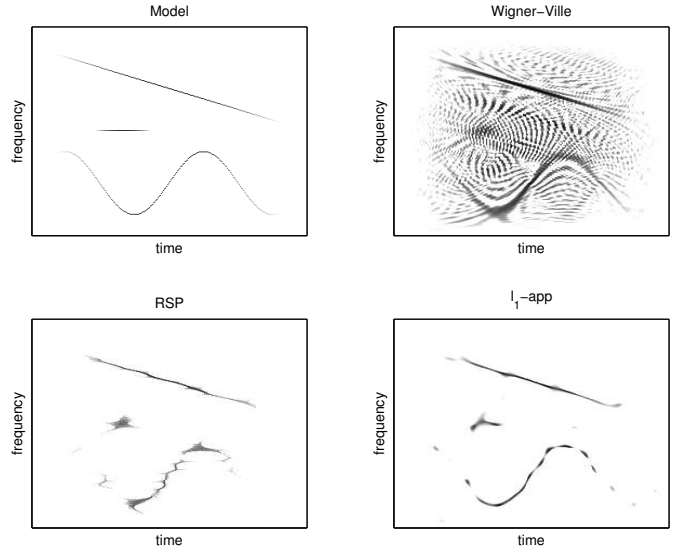 Model
Wigner−Ville
frequency
frequency
time
time
RSP
l1−app
frequency
frequency
time
time